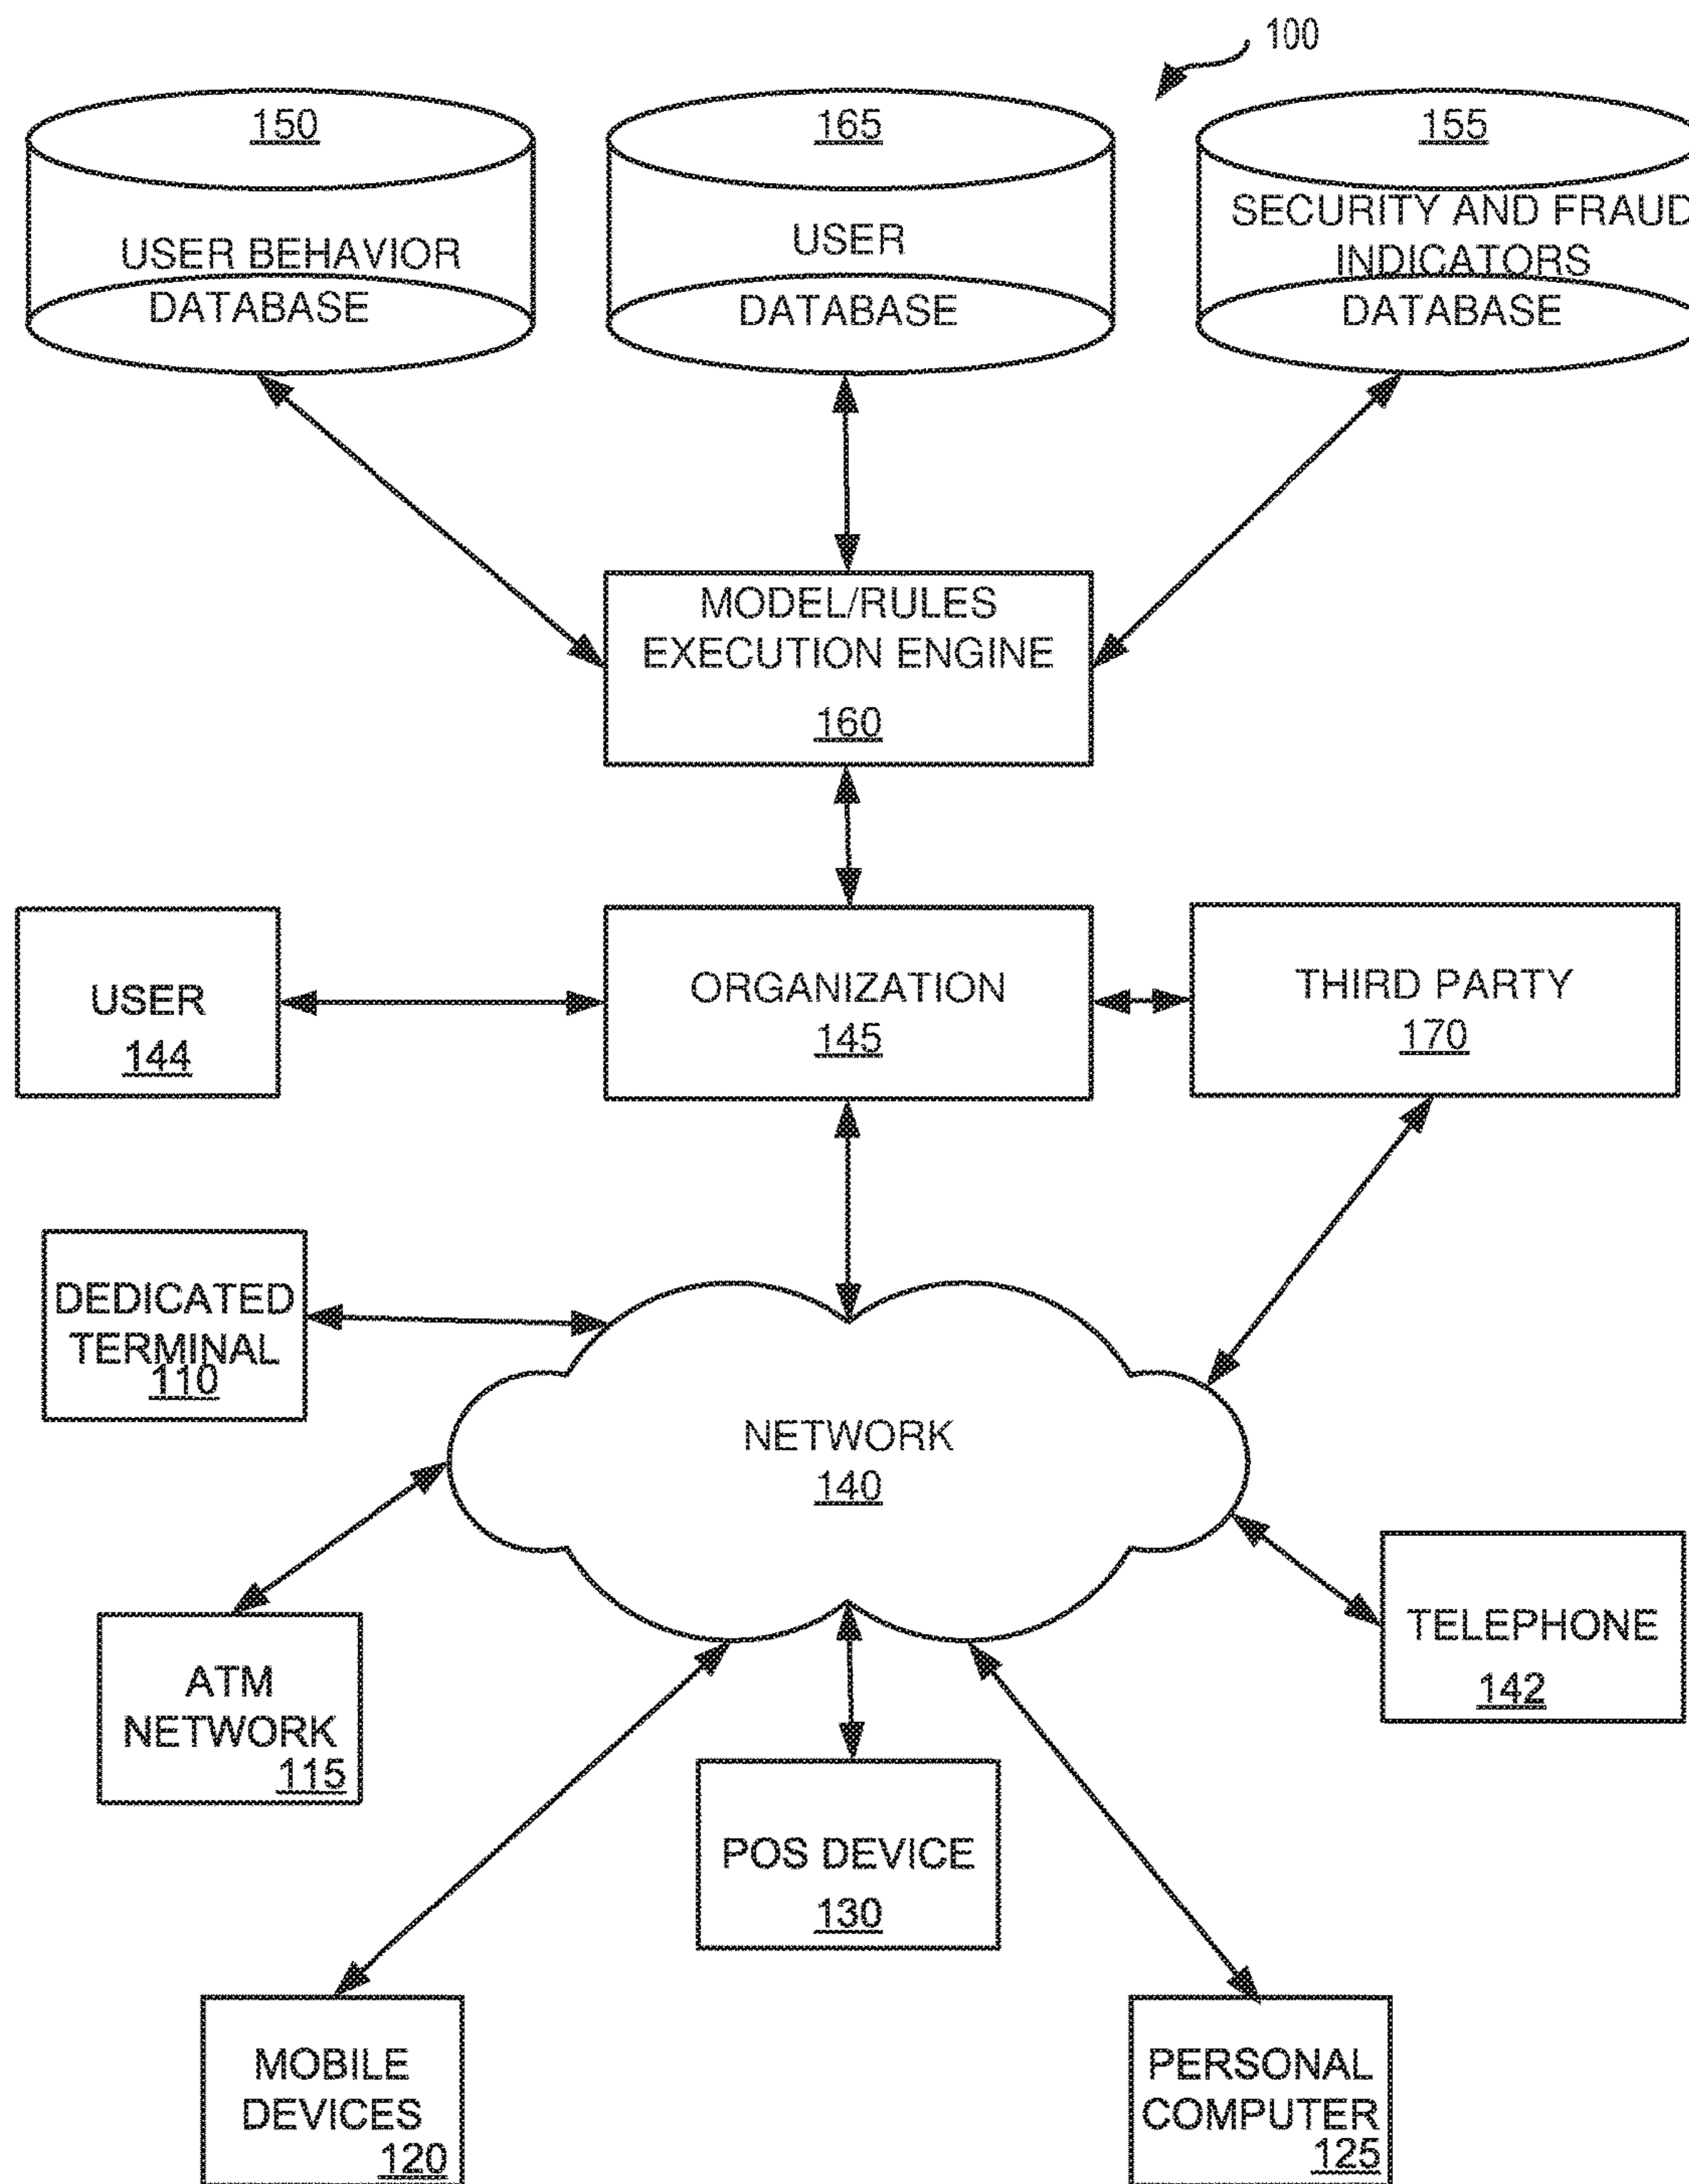 100
150
USER BEHAVIOR
DATABASE
165
USER
DATABASE
155
SECURITY AND FRAUD
INDICATORS
DATABASE
MODEL/RULES
EXECUTION ENGINE
160
USER
144
ORGANIZATION
145
THIRD PARTY
170
DEDICATED
TERMINAL
110
NETWORK
140
ATM
NETWORK
115
TELEPHONE
142
POS DEVICE
130
MOBILE
DEVICES
120
PERSONAL
COMPUTER
125